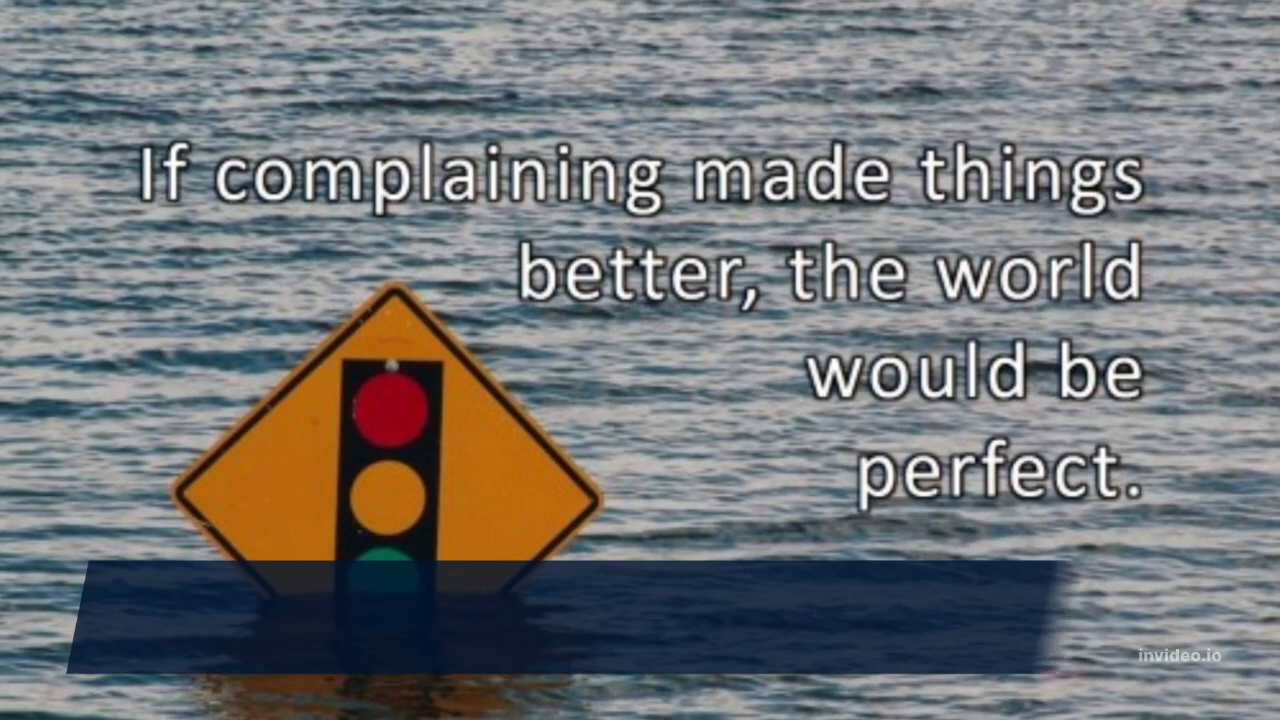 If complaining made things
better, the world
would be
perfect.
invideo.io